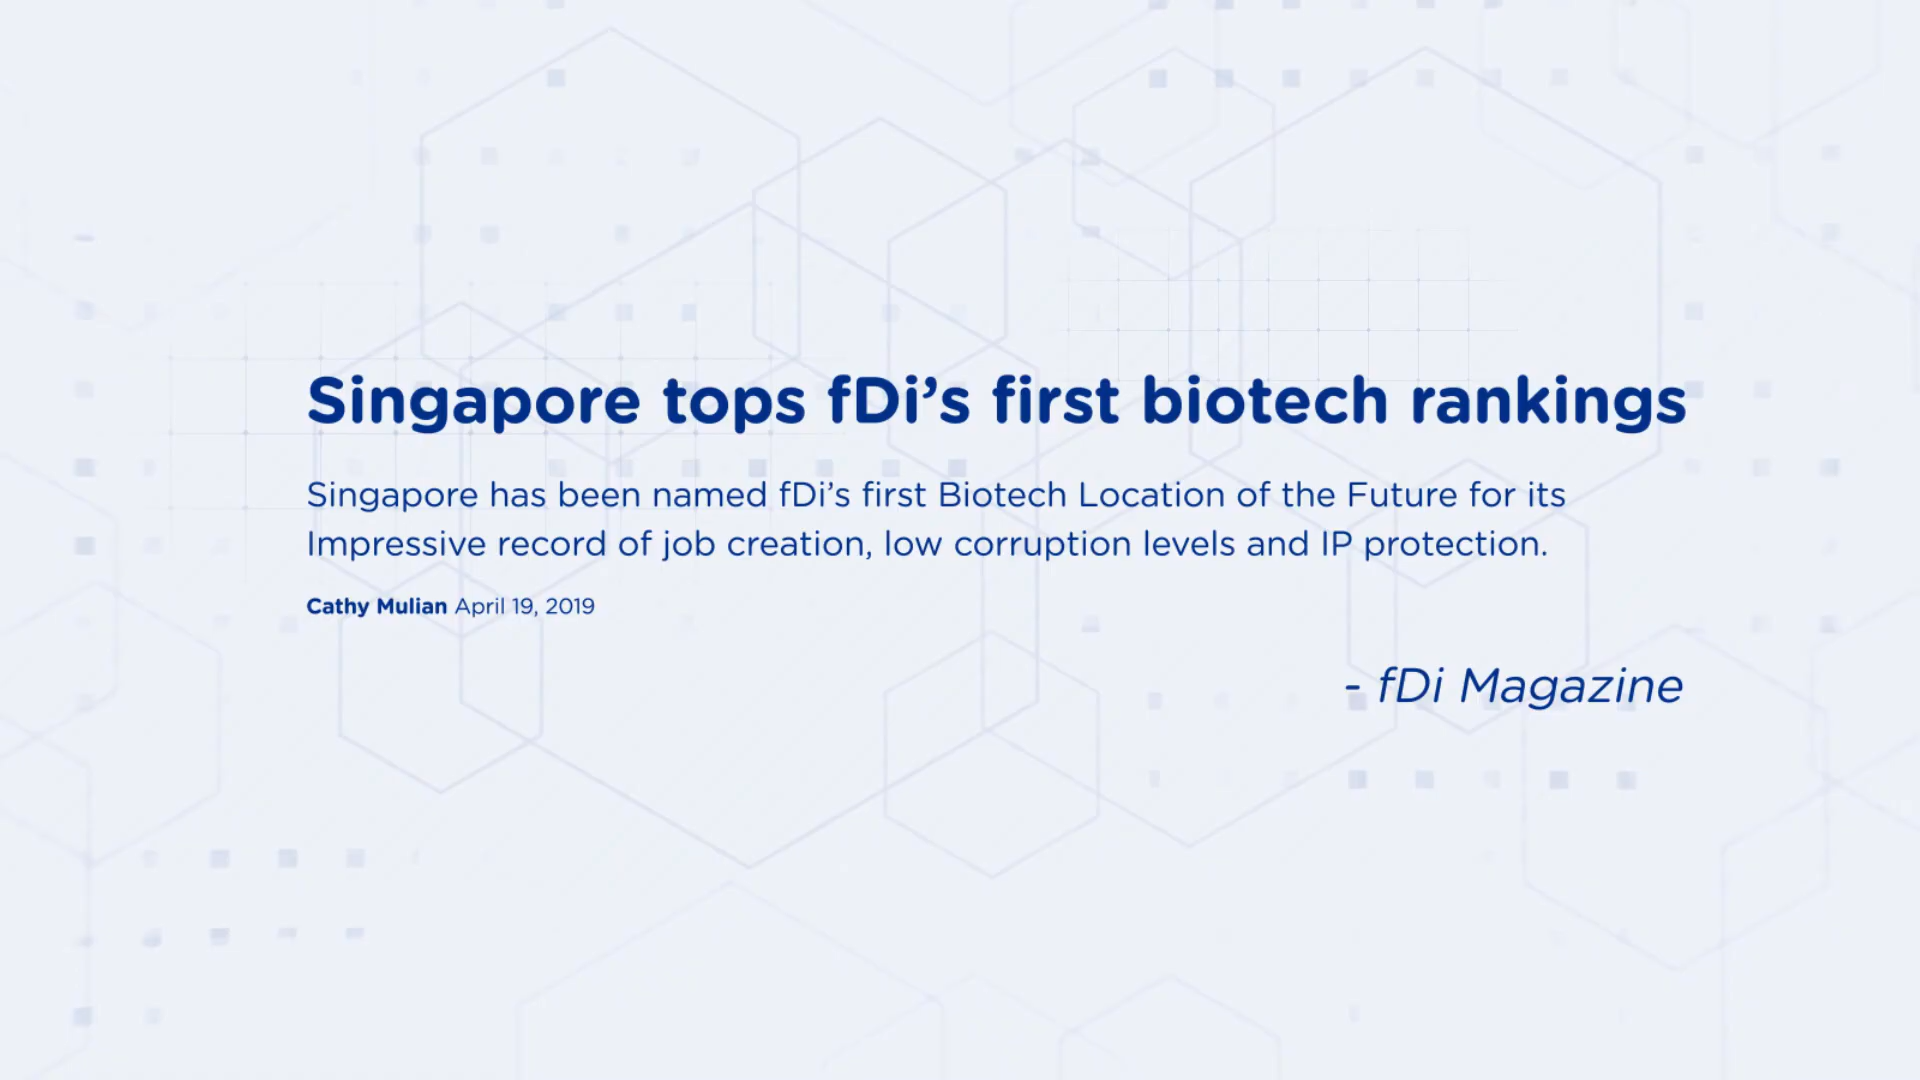 Singapore tops fDi’s first biotech rankings
Singapore has been named fDi’s first Biotech Location of the Future for its
Impressive record of job creation, low corruption levels and IP protection.
Cathy Mulian April 19, 2019
- fDi Magazine